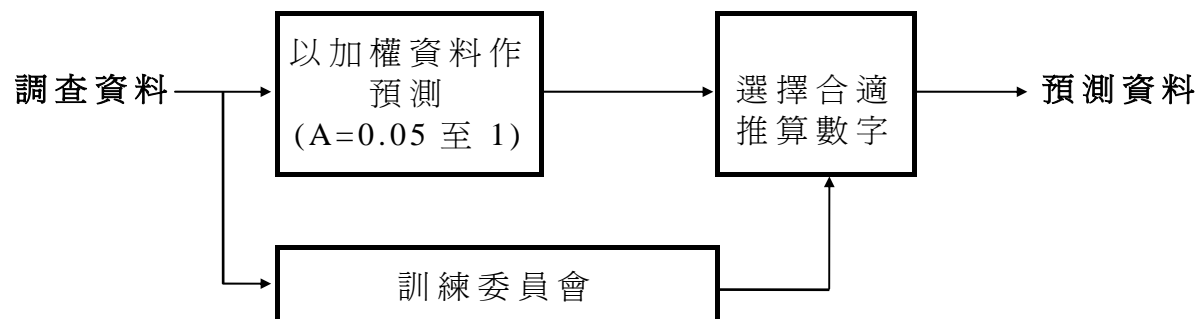 調查資料
以加權資料作
預測
(A=0.05 至 1)
選擇合適
推算數字
預測資料
訓練委員會